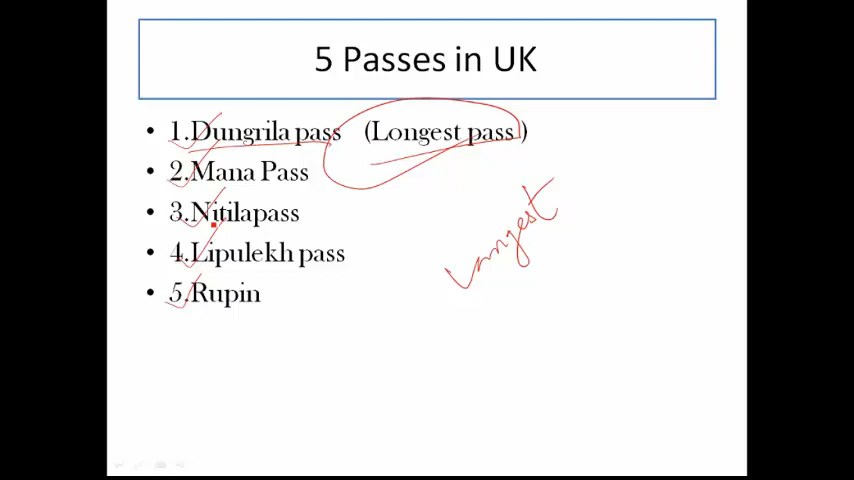 5 Passes in UK
• 1.Dungrila pass (Longest pass)
• 2.Mana Pass
• 3.Nitilapass
• 4.Lipulekh pass
• 5.Rupin
Longest